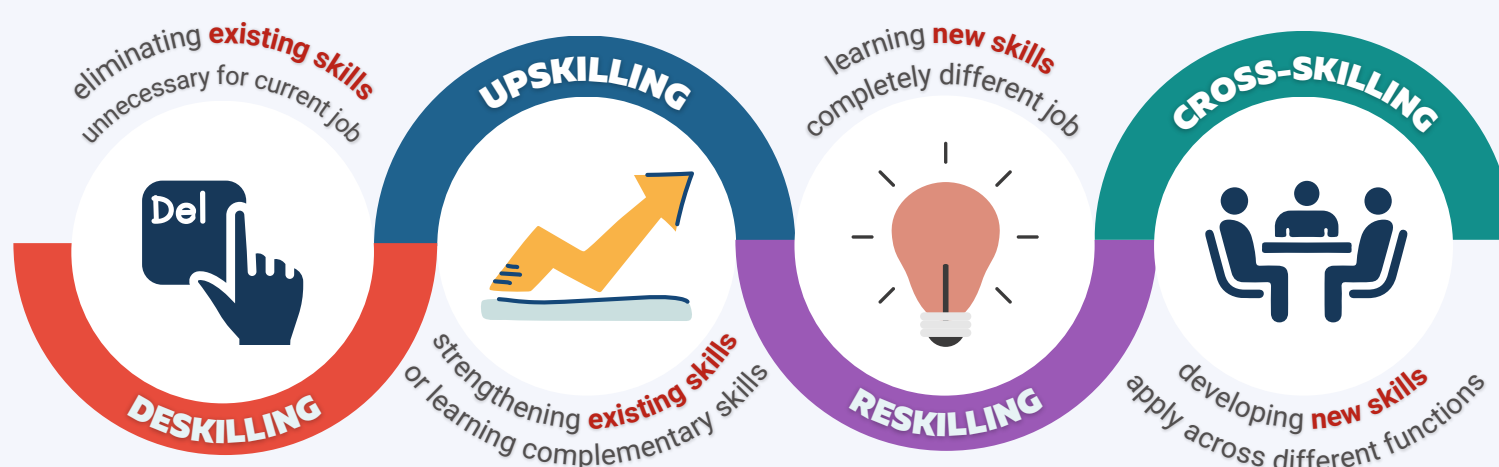 eliminating existing skills
unnecessary for current job
Del
DESKILLING
UPSKILLING
strengthening existing skills
or learning complementary skills
learning new skills
completely different job
RESKILLING
CROSS-SKILLING
developing new skills
apply across different functions